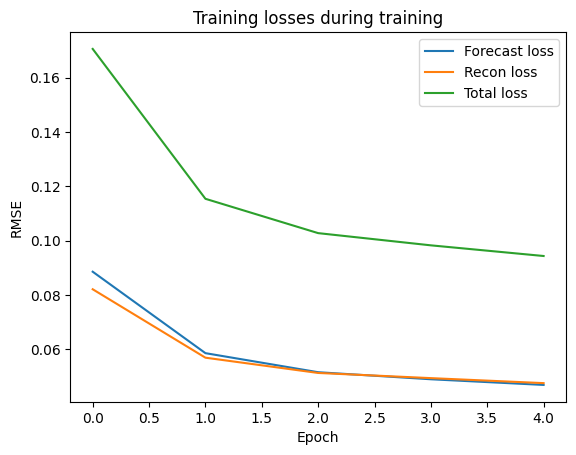 Training losses during training
Forecast loss
Recon loss
Total loss
RMSE
0.16
0.14
0.12
0.10
0.08
0.06
0.0 0.5 1.0 1.5 2.0 2.5 3.0 3.5 4.0
Epoch